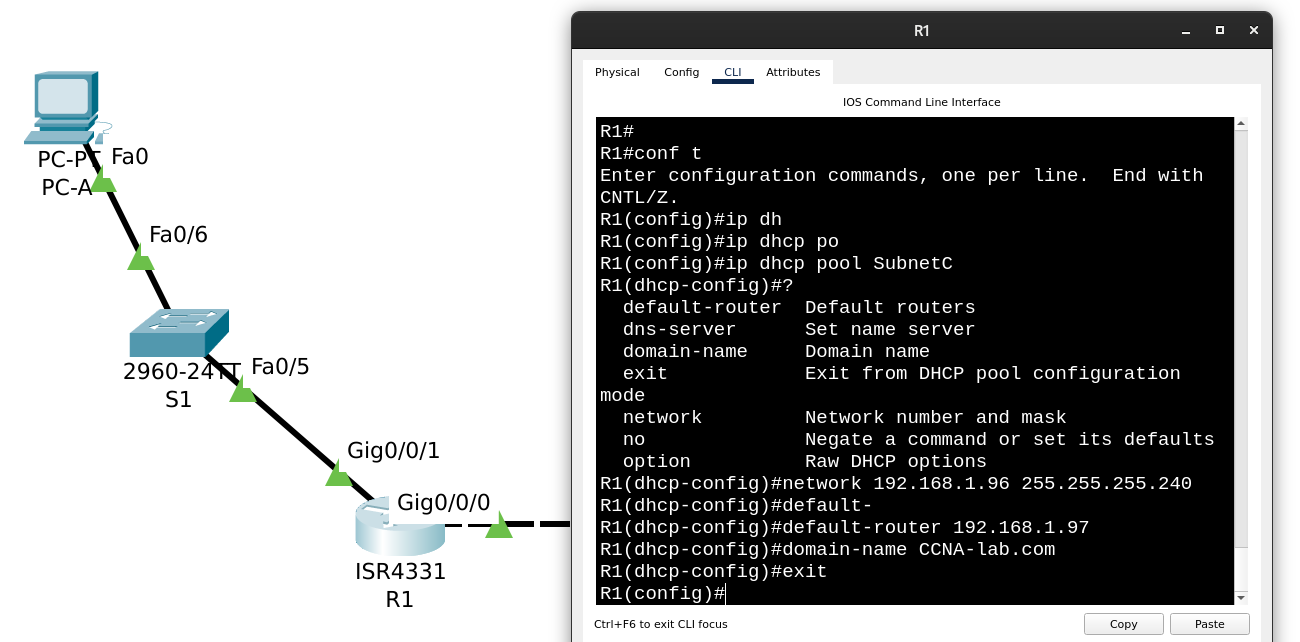 PC-PT
PC-A
Fa0
Fa0/6
2960-24TT
S1
Fa0/5
Gig0/0/1
Gig0/0/0
ISR4331
R1
R1
Physical
Config
CLI
Attributes
IOS Command Line Interface
R1#
R1#conf t
Enter configuration commands, one per line.  End with
CNTL/Z.
R1(config)#ip dh
R1(config)#ip dhcp po
R1(config)#ip dhcp pool SubnetC
R1(dhcp-config)#?
  default-router  Default routers
  dns-server      Set name server
  domain-name     Domain name
  exit            Exit from DHCP pool configuration
mode
  network         Network number and mask
  no              Negate a command or set its defaults
  option          Raw DHCP options
R1(dhcp-config)#network 192.168.1.96 255.255.255.240
R1(dhcp-config)#default-
R1(dhcp-config)#default-router 192.168.1.97
R1(dhcp-config)#domain-name CCNA-lab.com
R1(dhcp-config)#exit
R1(config)#
Ctrl+F6 to exit CLI focus
Copy
Paste